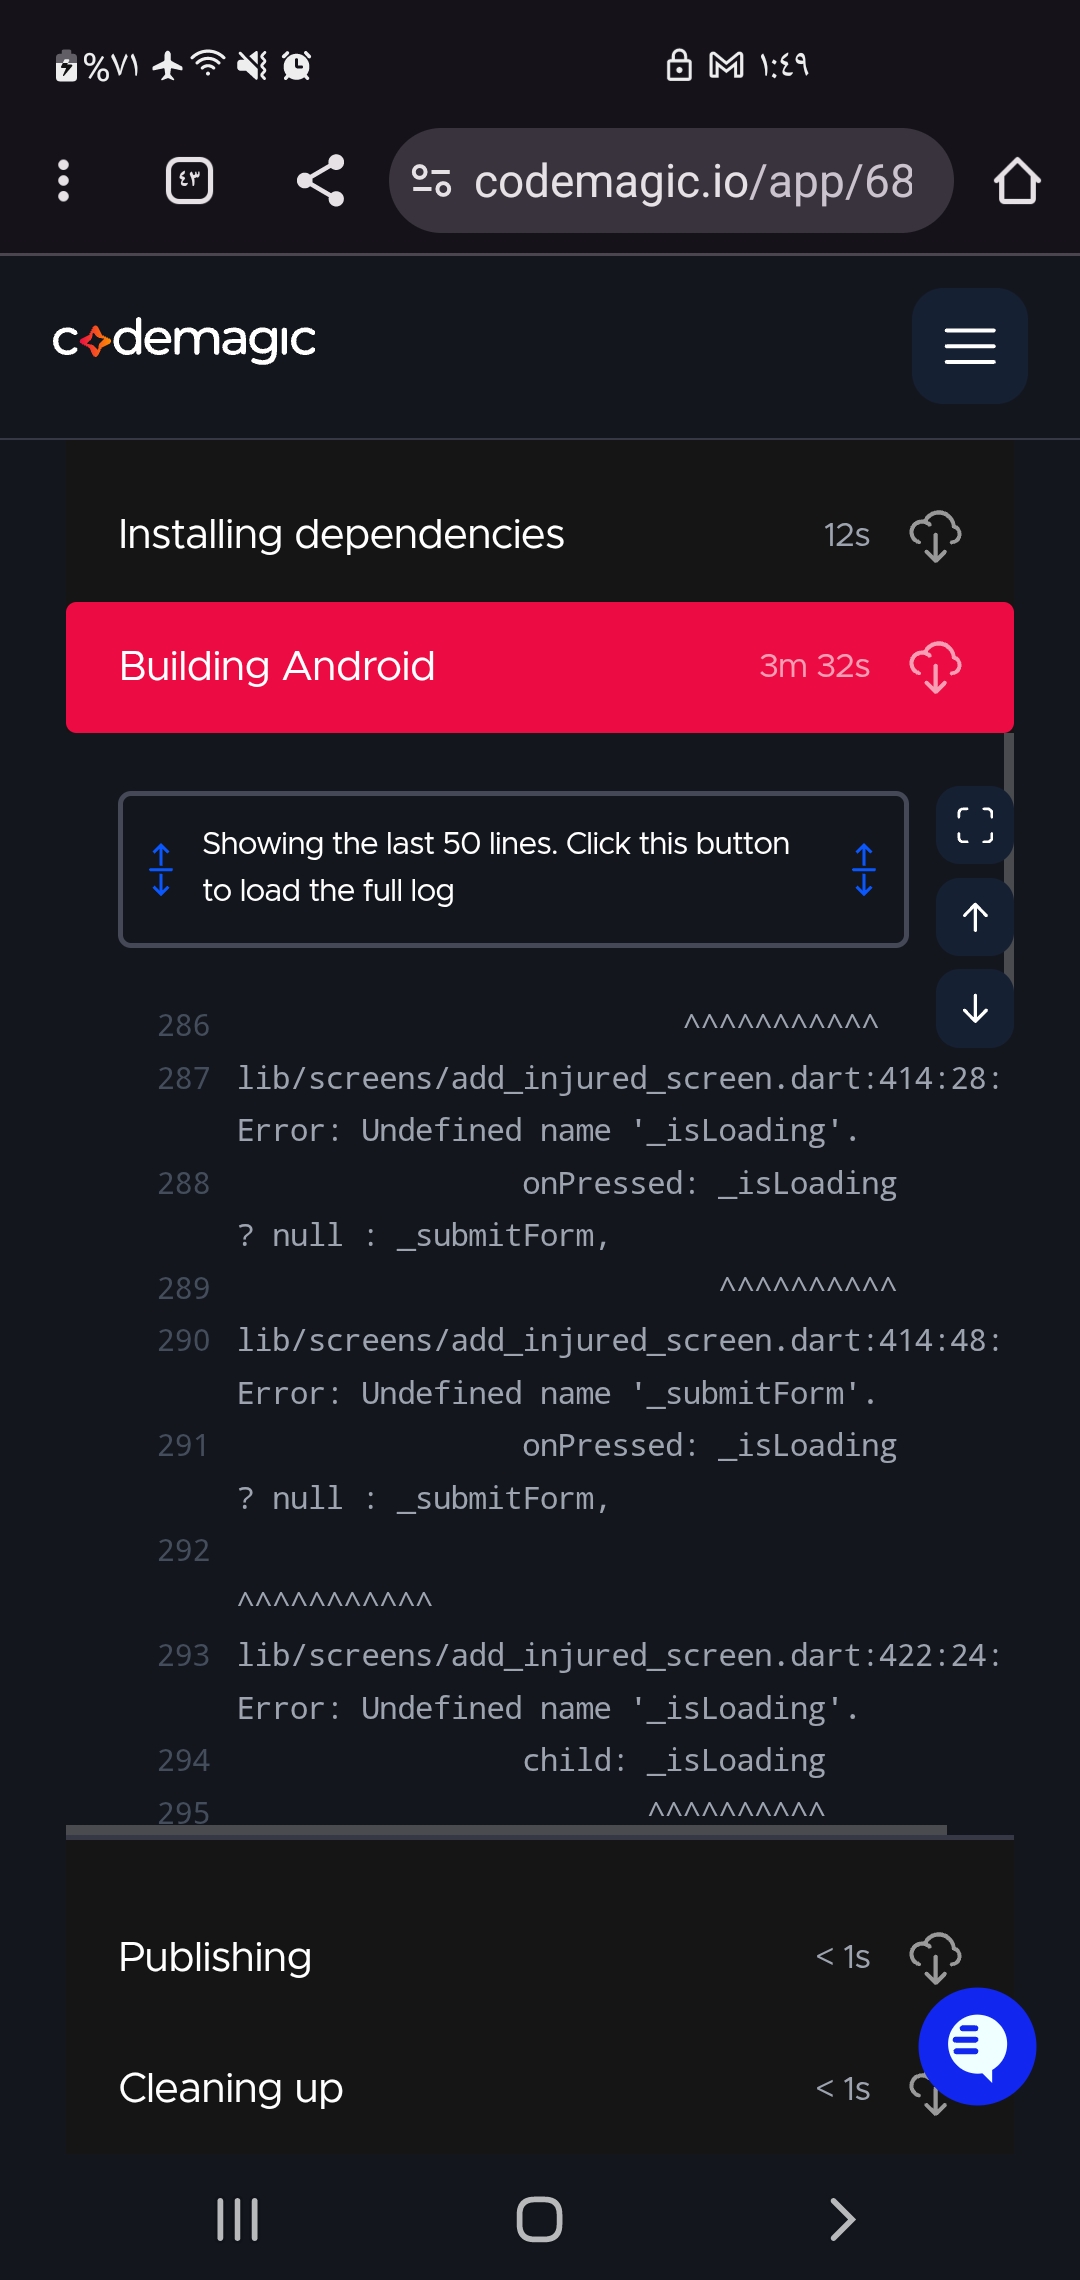 %٧١ ١:٤٩
٤٣ codemagic.io/app/68
codemagic
Installing dependencies 12s
Building Android 3m 32s
Showing the last 50 lines. Click this button
to load the full log
286 ^^^^^^^^^^^
287 lib/screens/add_injured_screen.dart:414:28:
Error: Undefined name '_isLoading'.
288 onPressed: _isLoading
? null : _submitForm,
289 ^^^^^^^^^^
290 lib/screens/add_injured_screen.dart:414:48:
Error: Undefined name '_submitForm'.
291 onPressed: _isLoading
? null : _submitForm,
292
^^^^^^^^^^^
293 lib/screens/add_injured_screen.dart:422:24:
Error: Undefined name '_isLoading'.
294 child: _isLoading
295 ^^^^^^^^^^
Publishing < 1s
Cleaning up < 1s